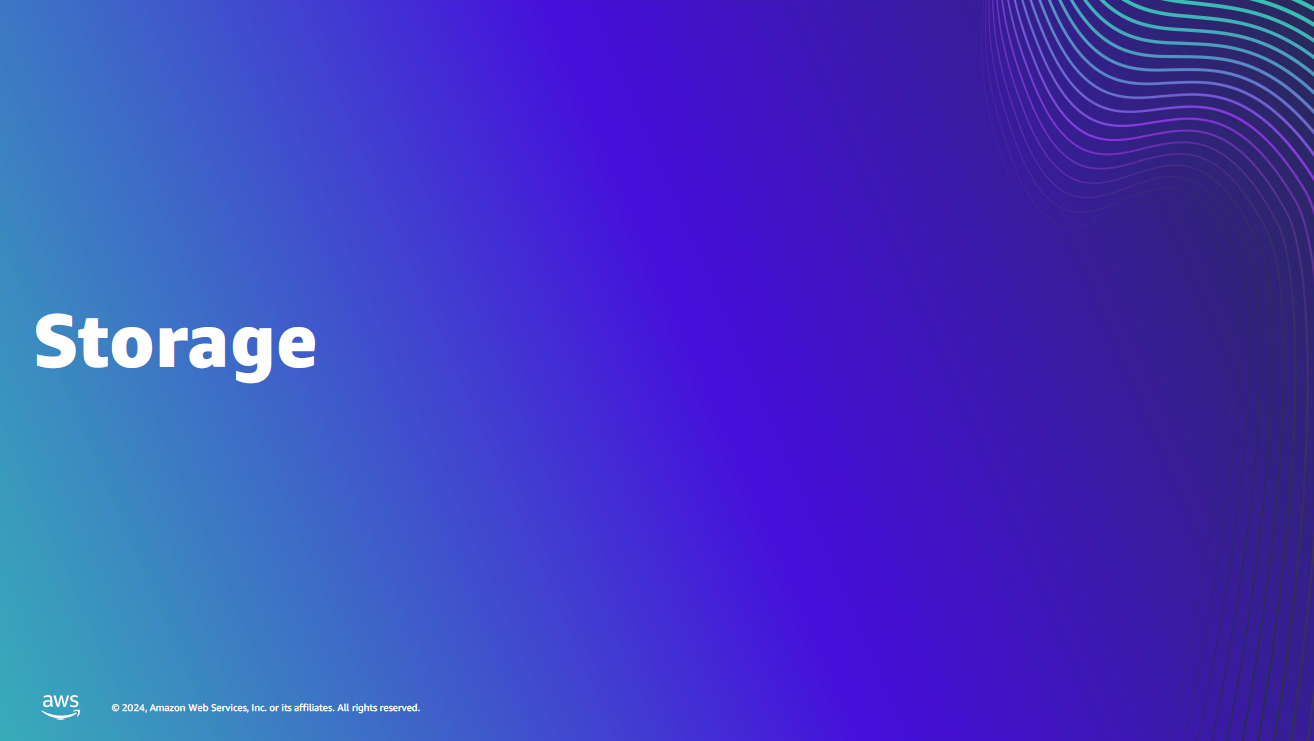 Storage
aws
© 2024, Amazon Web Services, Inc. or its affiliates. All rights reserved.